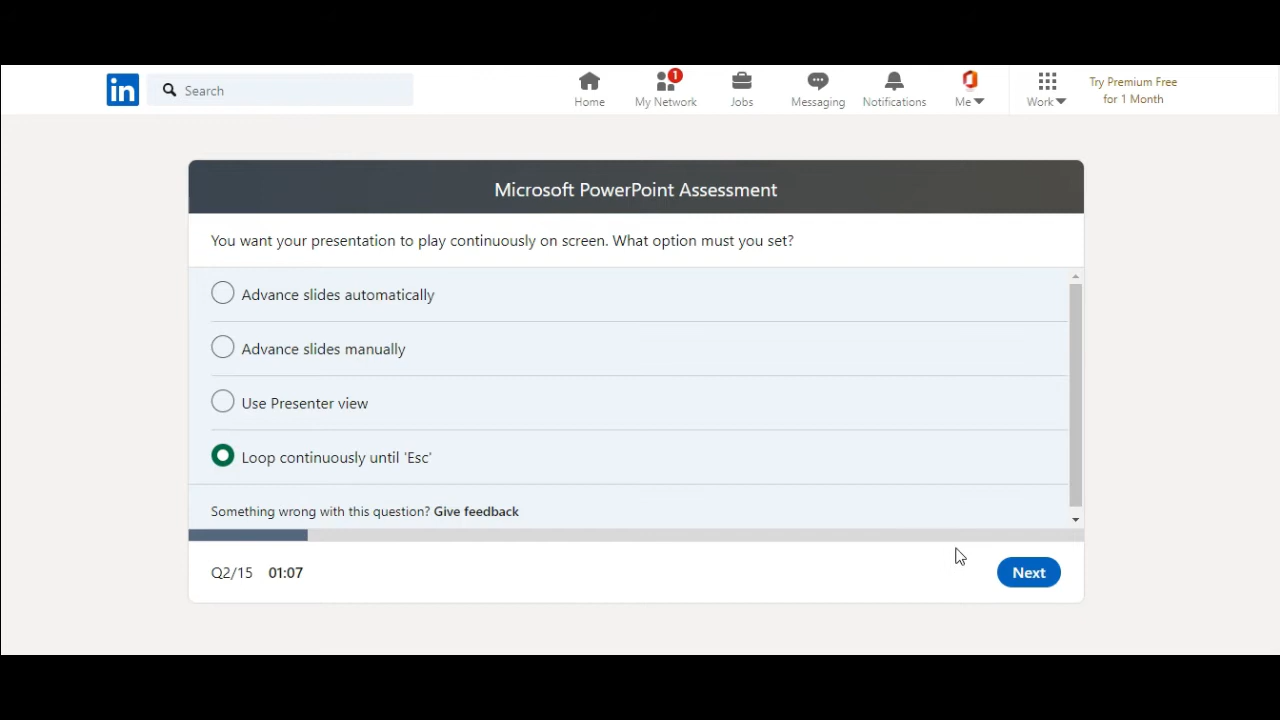 in
Search
1
Home
My Network
Jobs
Messaging
Notifications
Me
Work
Try Premium Free
for 1 Month
Microsoft PowerPoint Assessment
You want your presentation to play continuously on screen. What option must you set?
Advance slides automatically
Advance slides manually
Use Presenter view
Loop continuously until 'Esc'
Something wrong with this question? Give feedback
Q2/15 01:07
Next